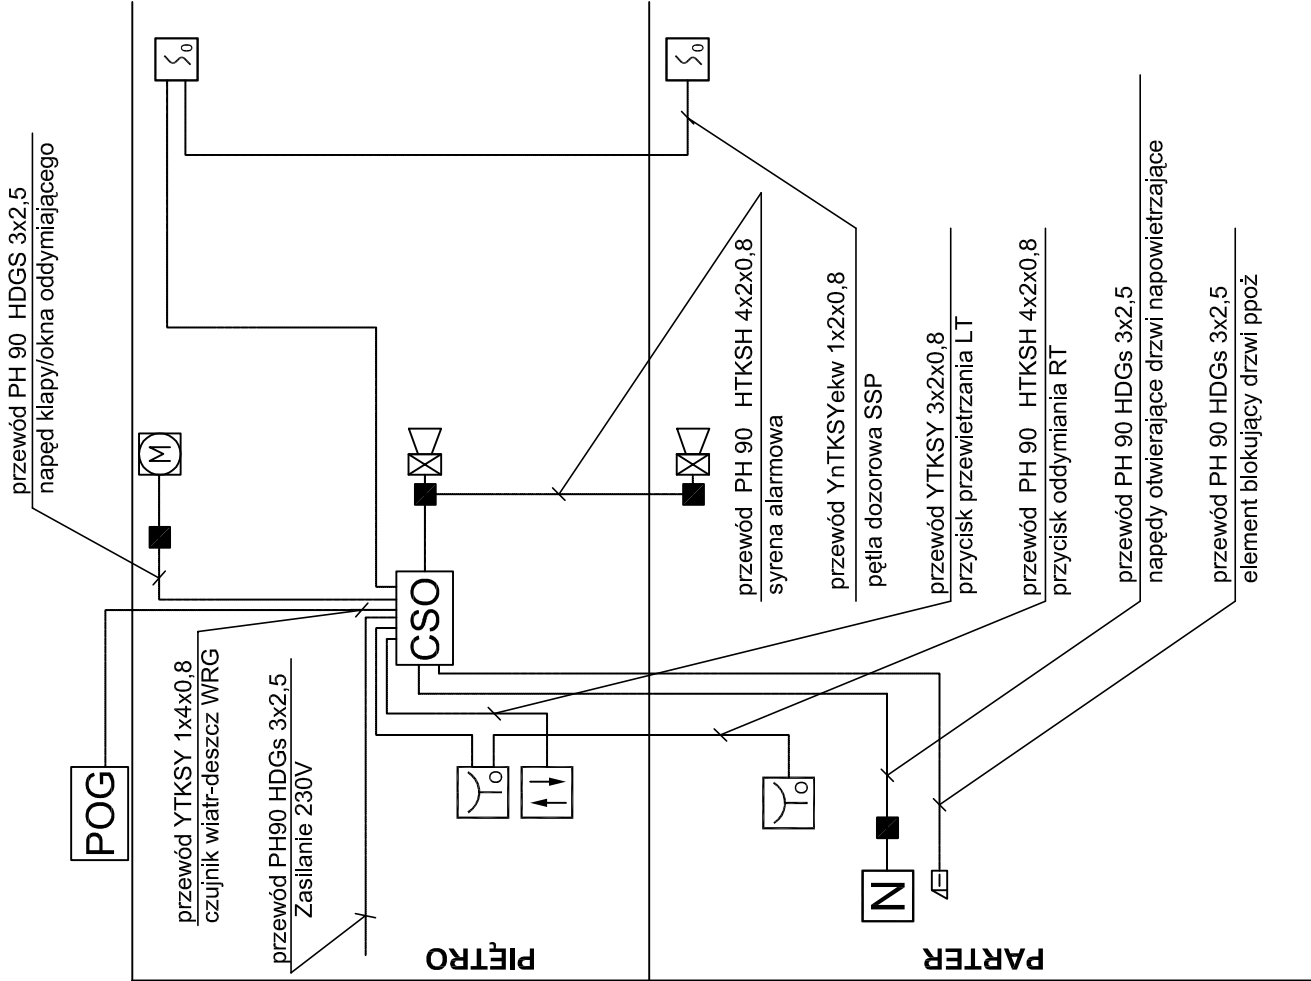 przewód PH 90 HDGS 3x2,5
napęd klapy/okna oddymiającego
POG
przewód YTKSY 1x4x0,8
czujnik wiatr-deszcz WRG
przewód PH90 HDGs 3x2,5
Zasilanie 230V
M
CSO
PIĘTRO
przewód PH 90 HTKSH 4x2x0,8
syrena alarmowa
przewód YnTKSYekw 1x2x0,8
pętla dozorowa SSP
przewód YTKSY 3x2x0,8
przycisk przewietrzania LT
przewód PH 90 HTKSH 4x2x0,8
przycisk oddymiania RT
przewód PH 90 HDGs 3x2,5
napędy otwierające drzwi napowietrzające
przewód PH 90 HDGs 3x2,5
element blokujący drzwi ppoż
N
PARTER